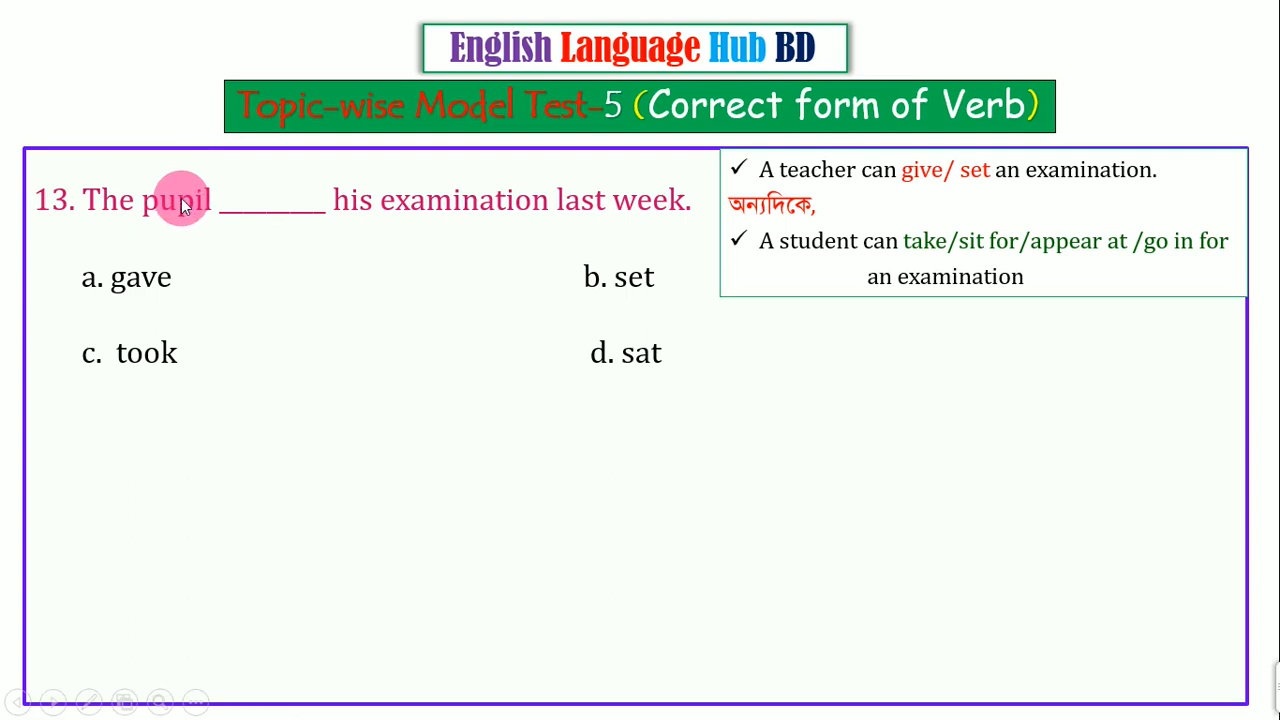 English Language Hub BD
Topic-wise Model Test-5 (Correct form of Verb)
13. The pupil _________ his examination last week.
a. gave
b. set
c. took
d. sat
✓ A teacher can give/ set an examination.
অন্যদিকে,
✓ A student can take/sit for/appear at /go in for
an examination